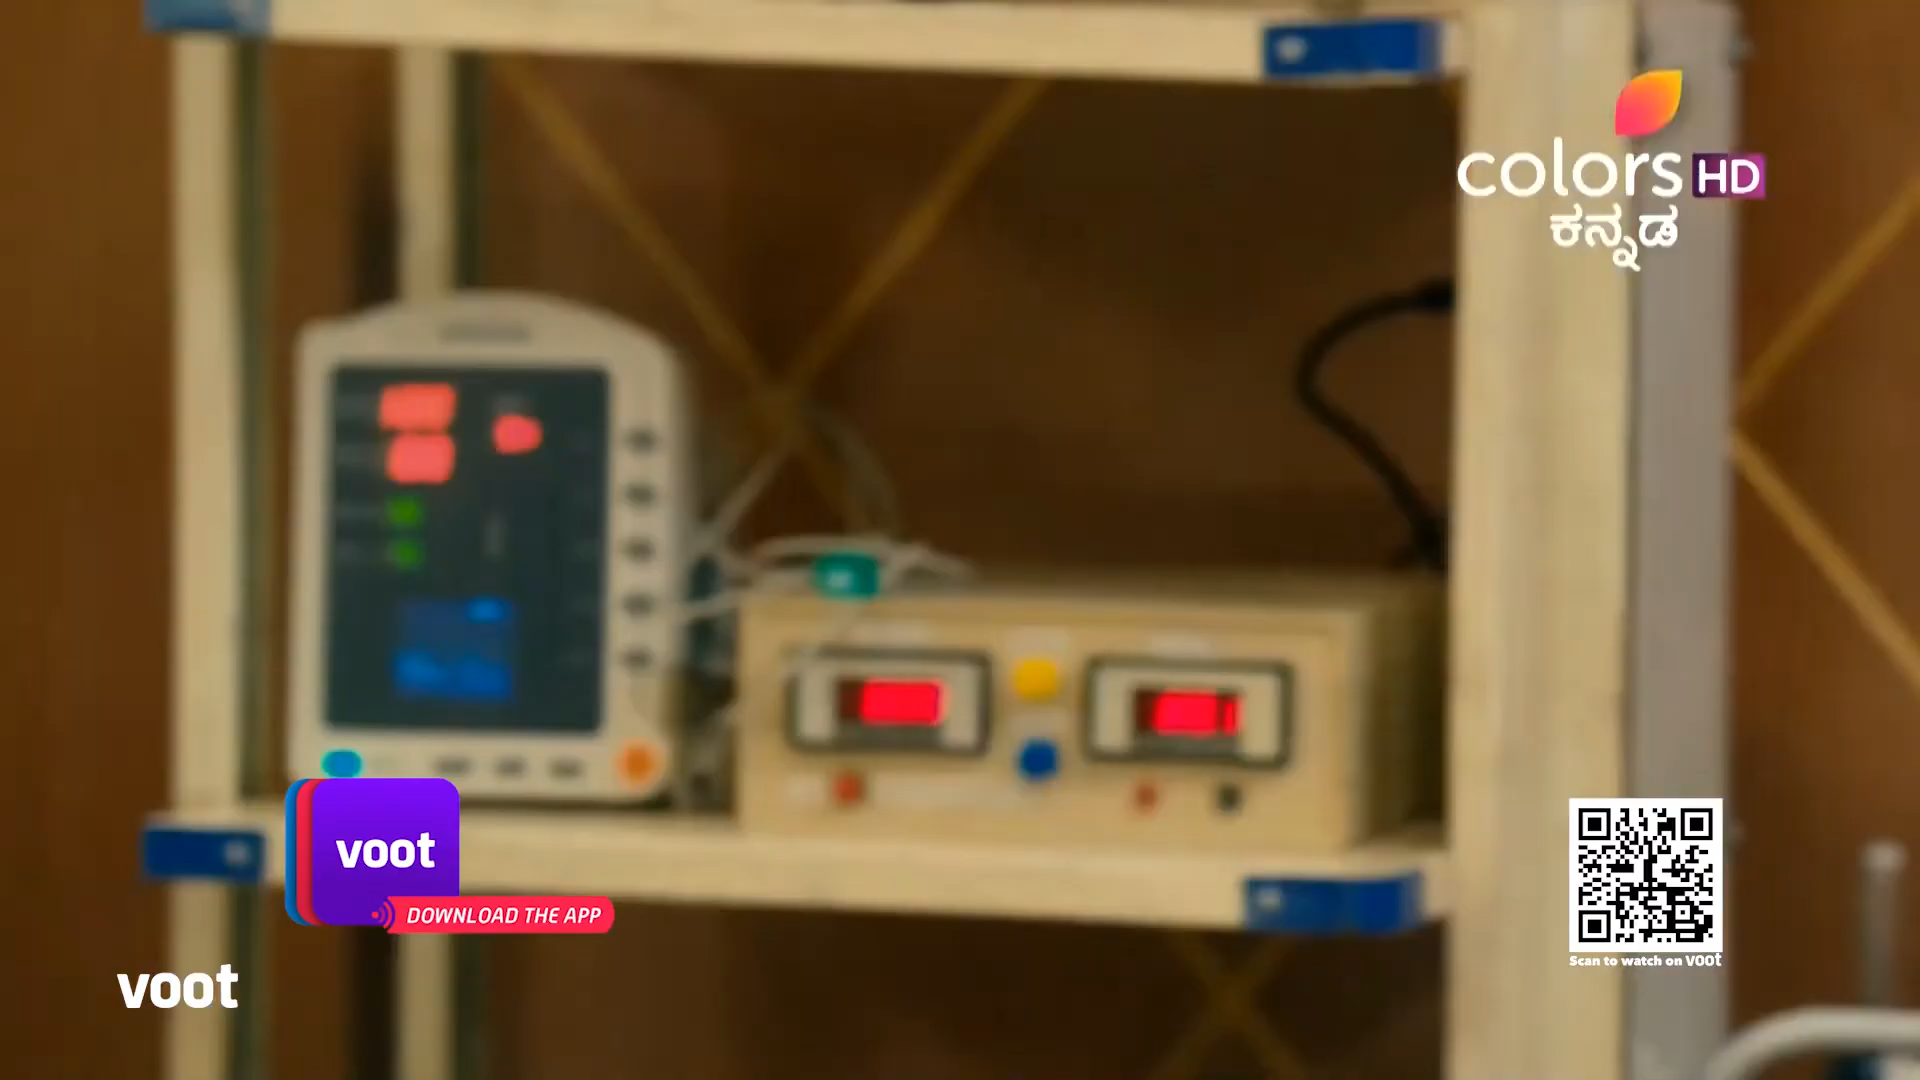 colors HD
ಕನ್ನಡ
voot
DOWNLOAD THE APP
Scan to watch on voot
voot